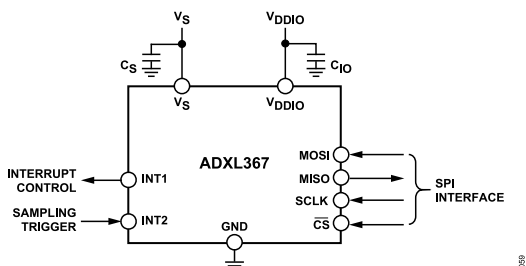 VS
VDDIO
CS
CIO
VS
VDDIO
ADXL367
MOSI
MISO
SCLK
CS
SPI
INTERFACE
INTERRUPT
CONTROL
INT1
SAMPLING
TRIGGER
INT2
GND
059